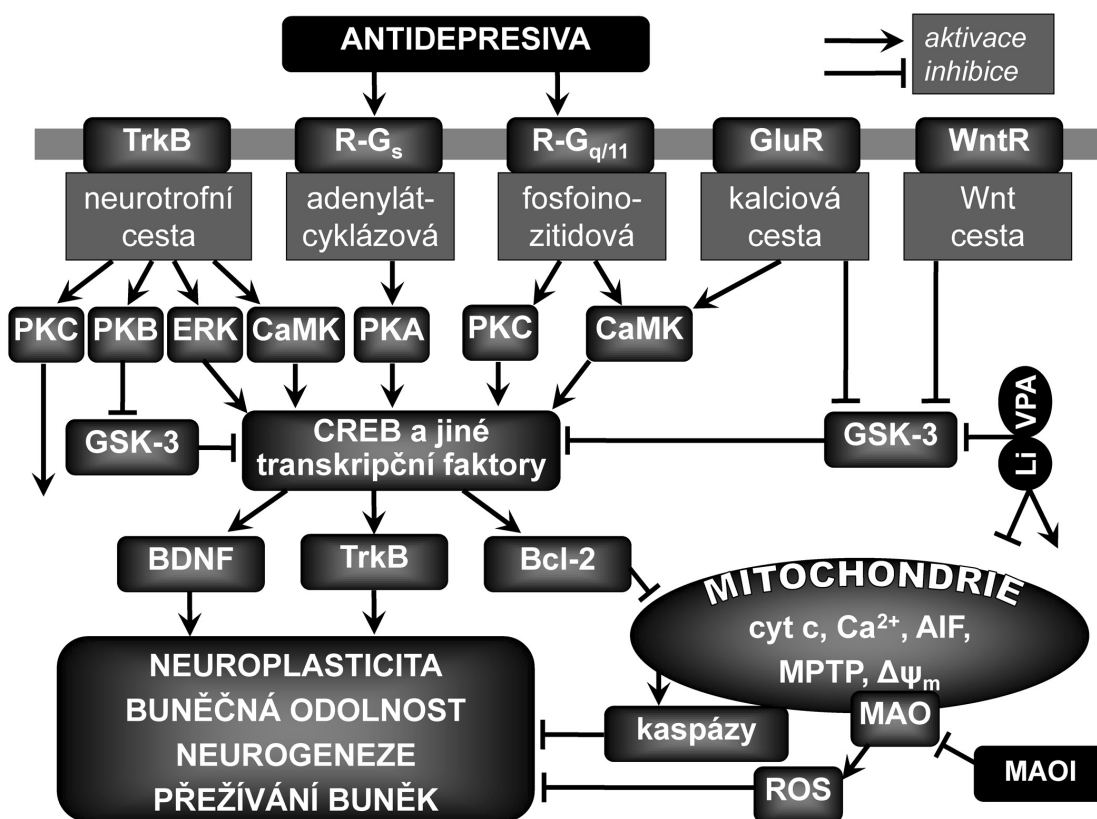 ANTIDEPRESIVA
aktivace
inhibice
TrkB
R-Gs
R-Gq/11
GluR
WntR
neurotrofní
cesta
adenylát-
cyklázová
fosfoino-
zitidová
kalciová
cesta
Wnt
cesta
PKC
PKB
ERK
CaMK
PKA
PKC
CaMK
GSK-3
CREB a jiné
transkripční faktory
GSK-3
VPA
Li
BDNF
TrkB
Bcl-2
MITOCHONDRIE
cyt c, Ca2+, AIF,
MPTP, Δψm
NEUROPLASTICITA
BUNĚČNÁ ODOLNOST
NEUROGENEZE
PŘEŽÍVÁNÍ BUNĚK
kaspázy
MAO
ROS
MAOI